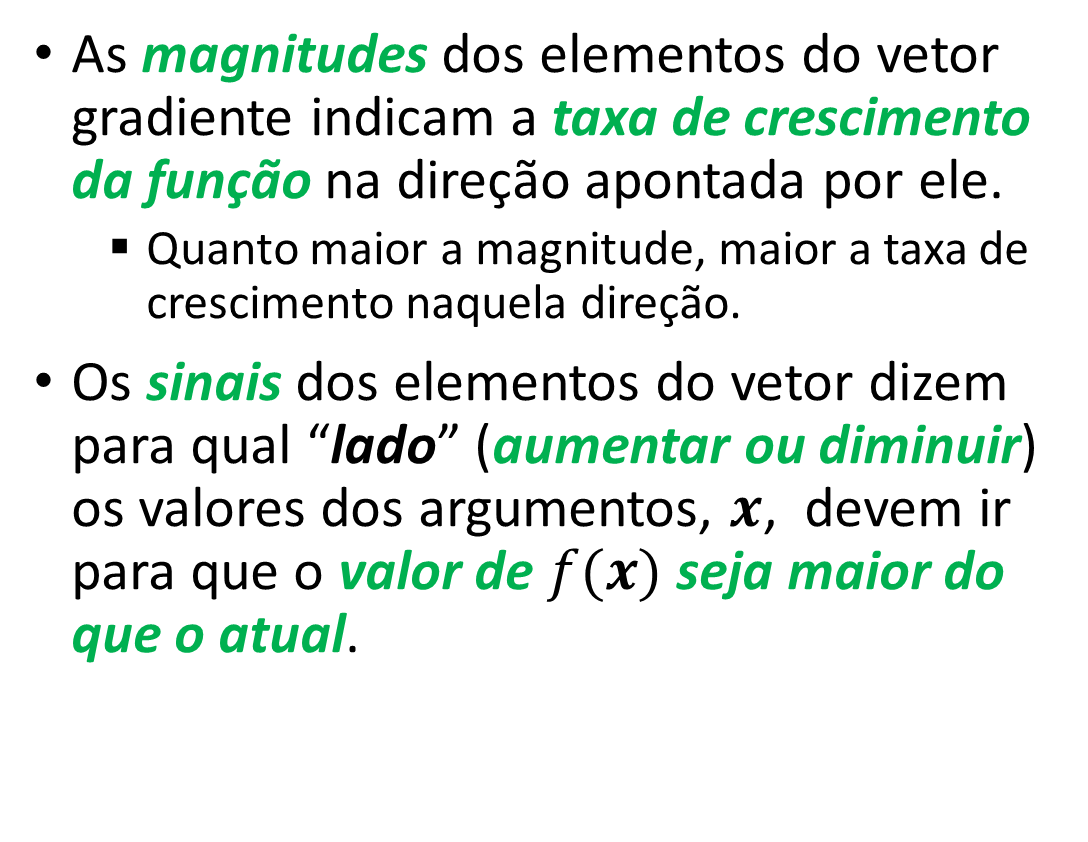 • As magnitudes dos elementos do vetor
gradiente indicam a taxa de crescimento
da função na direção apontada por ele.
▪ Quanto maior a magnitude, maior a taxa de
crescimento naquela direção.
• Os sinais dos elementos do vetor dizem
para qual “lado” (aumentar ou diminuir)
os valores dos argumentos, 𝒙, devem ir
para que o valor de 𝑓(𝒙) seja maior do
que o atual.